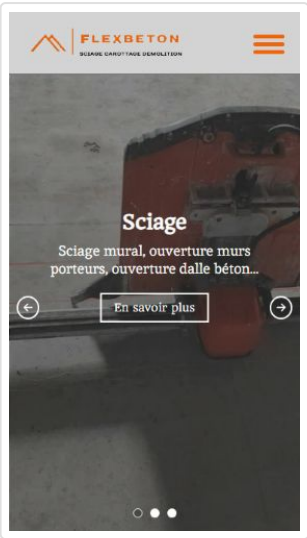 FLEXBETON
SCIAGE CAROTTAGE DEMOLITION
Sciage
Sciage mural, ouverture murs
porteurs, ouverture dalle béton...
En savoir plus